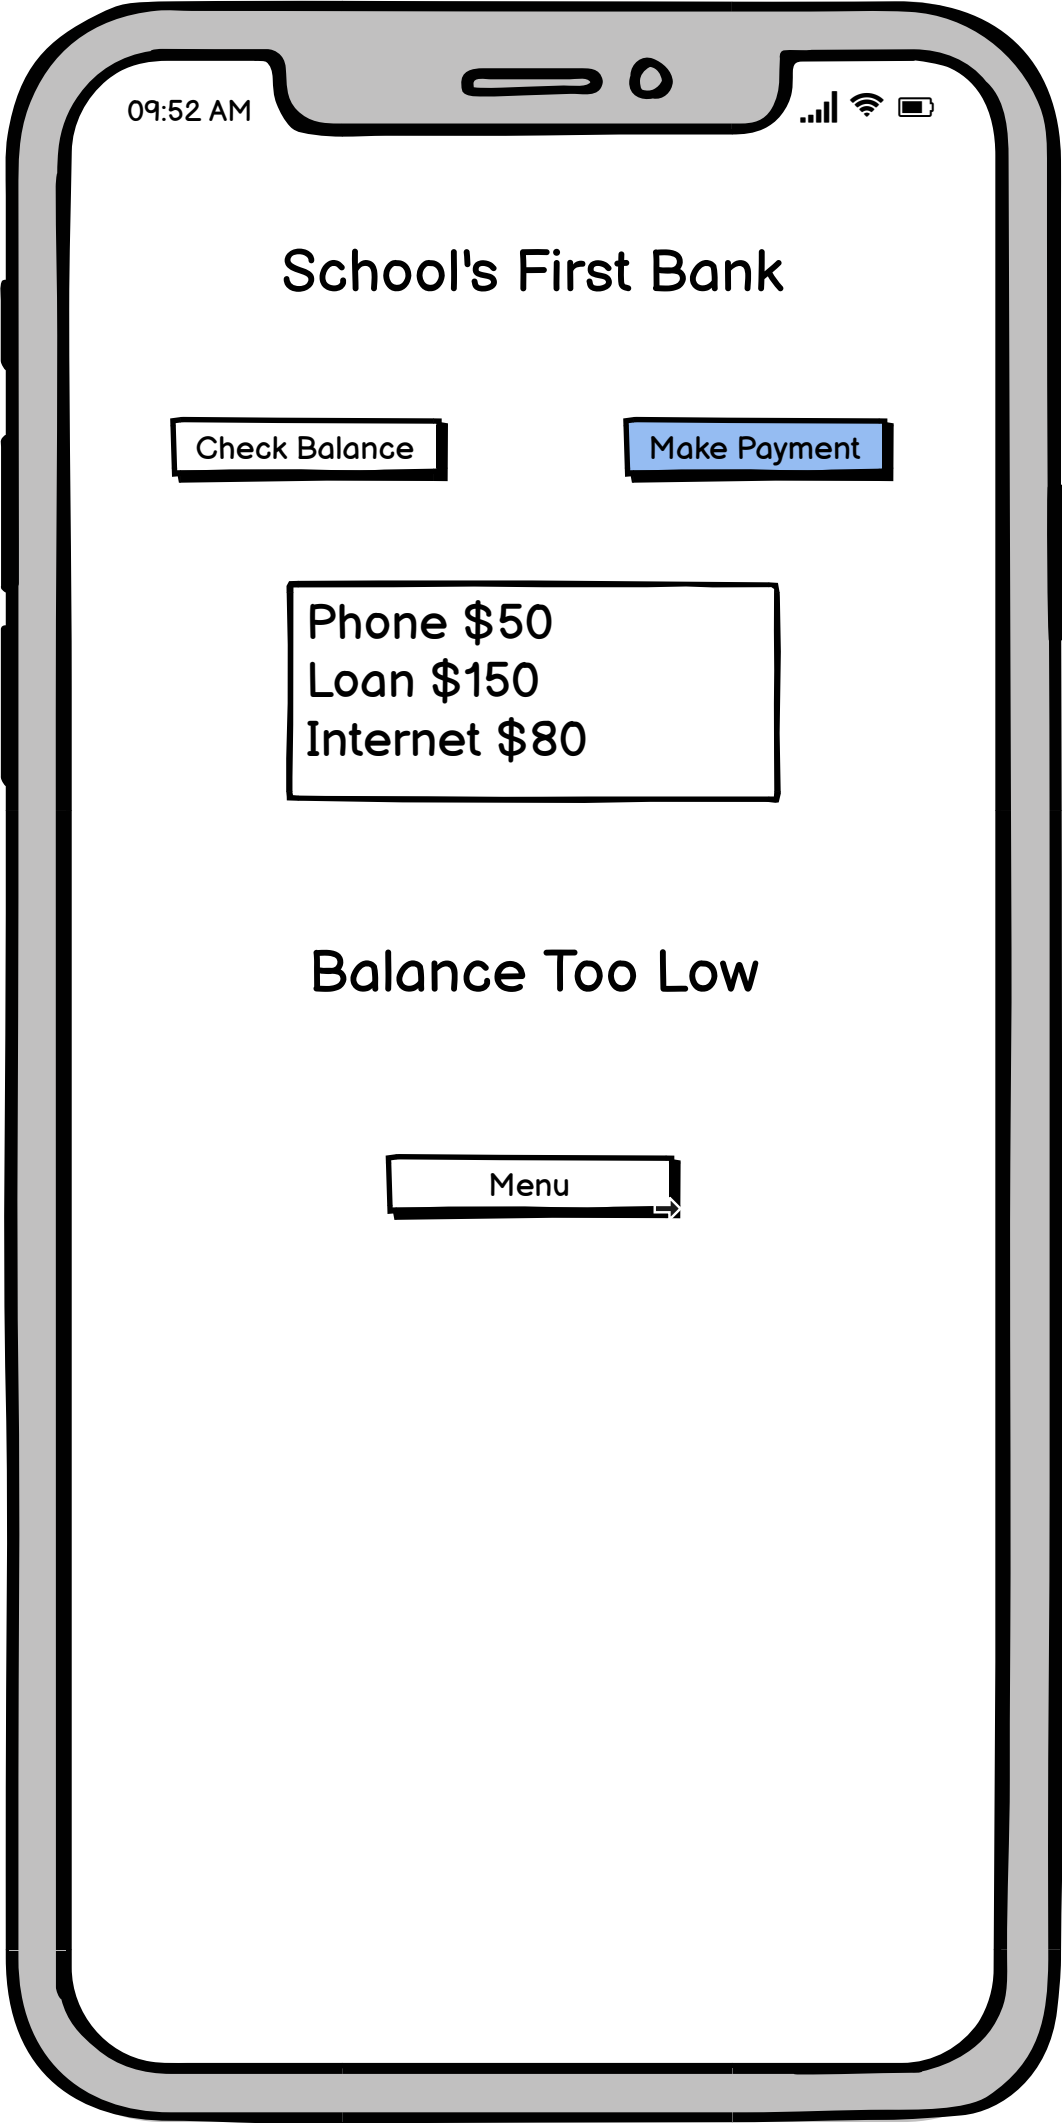 09:52 AM
School's First Bank
Check Balance
Make Payment
Phone $50
Loan $150
Internet $80
Balance Too Low
Menu